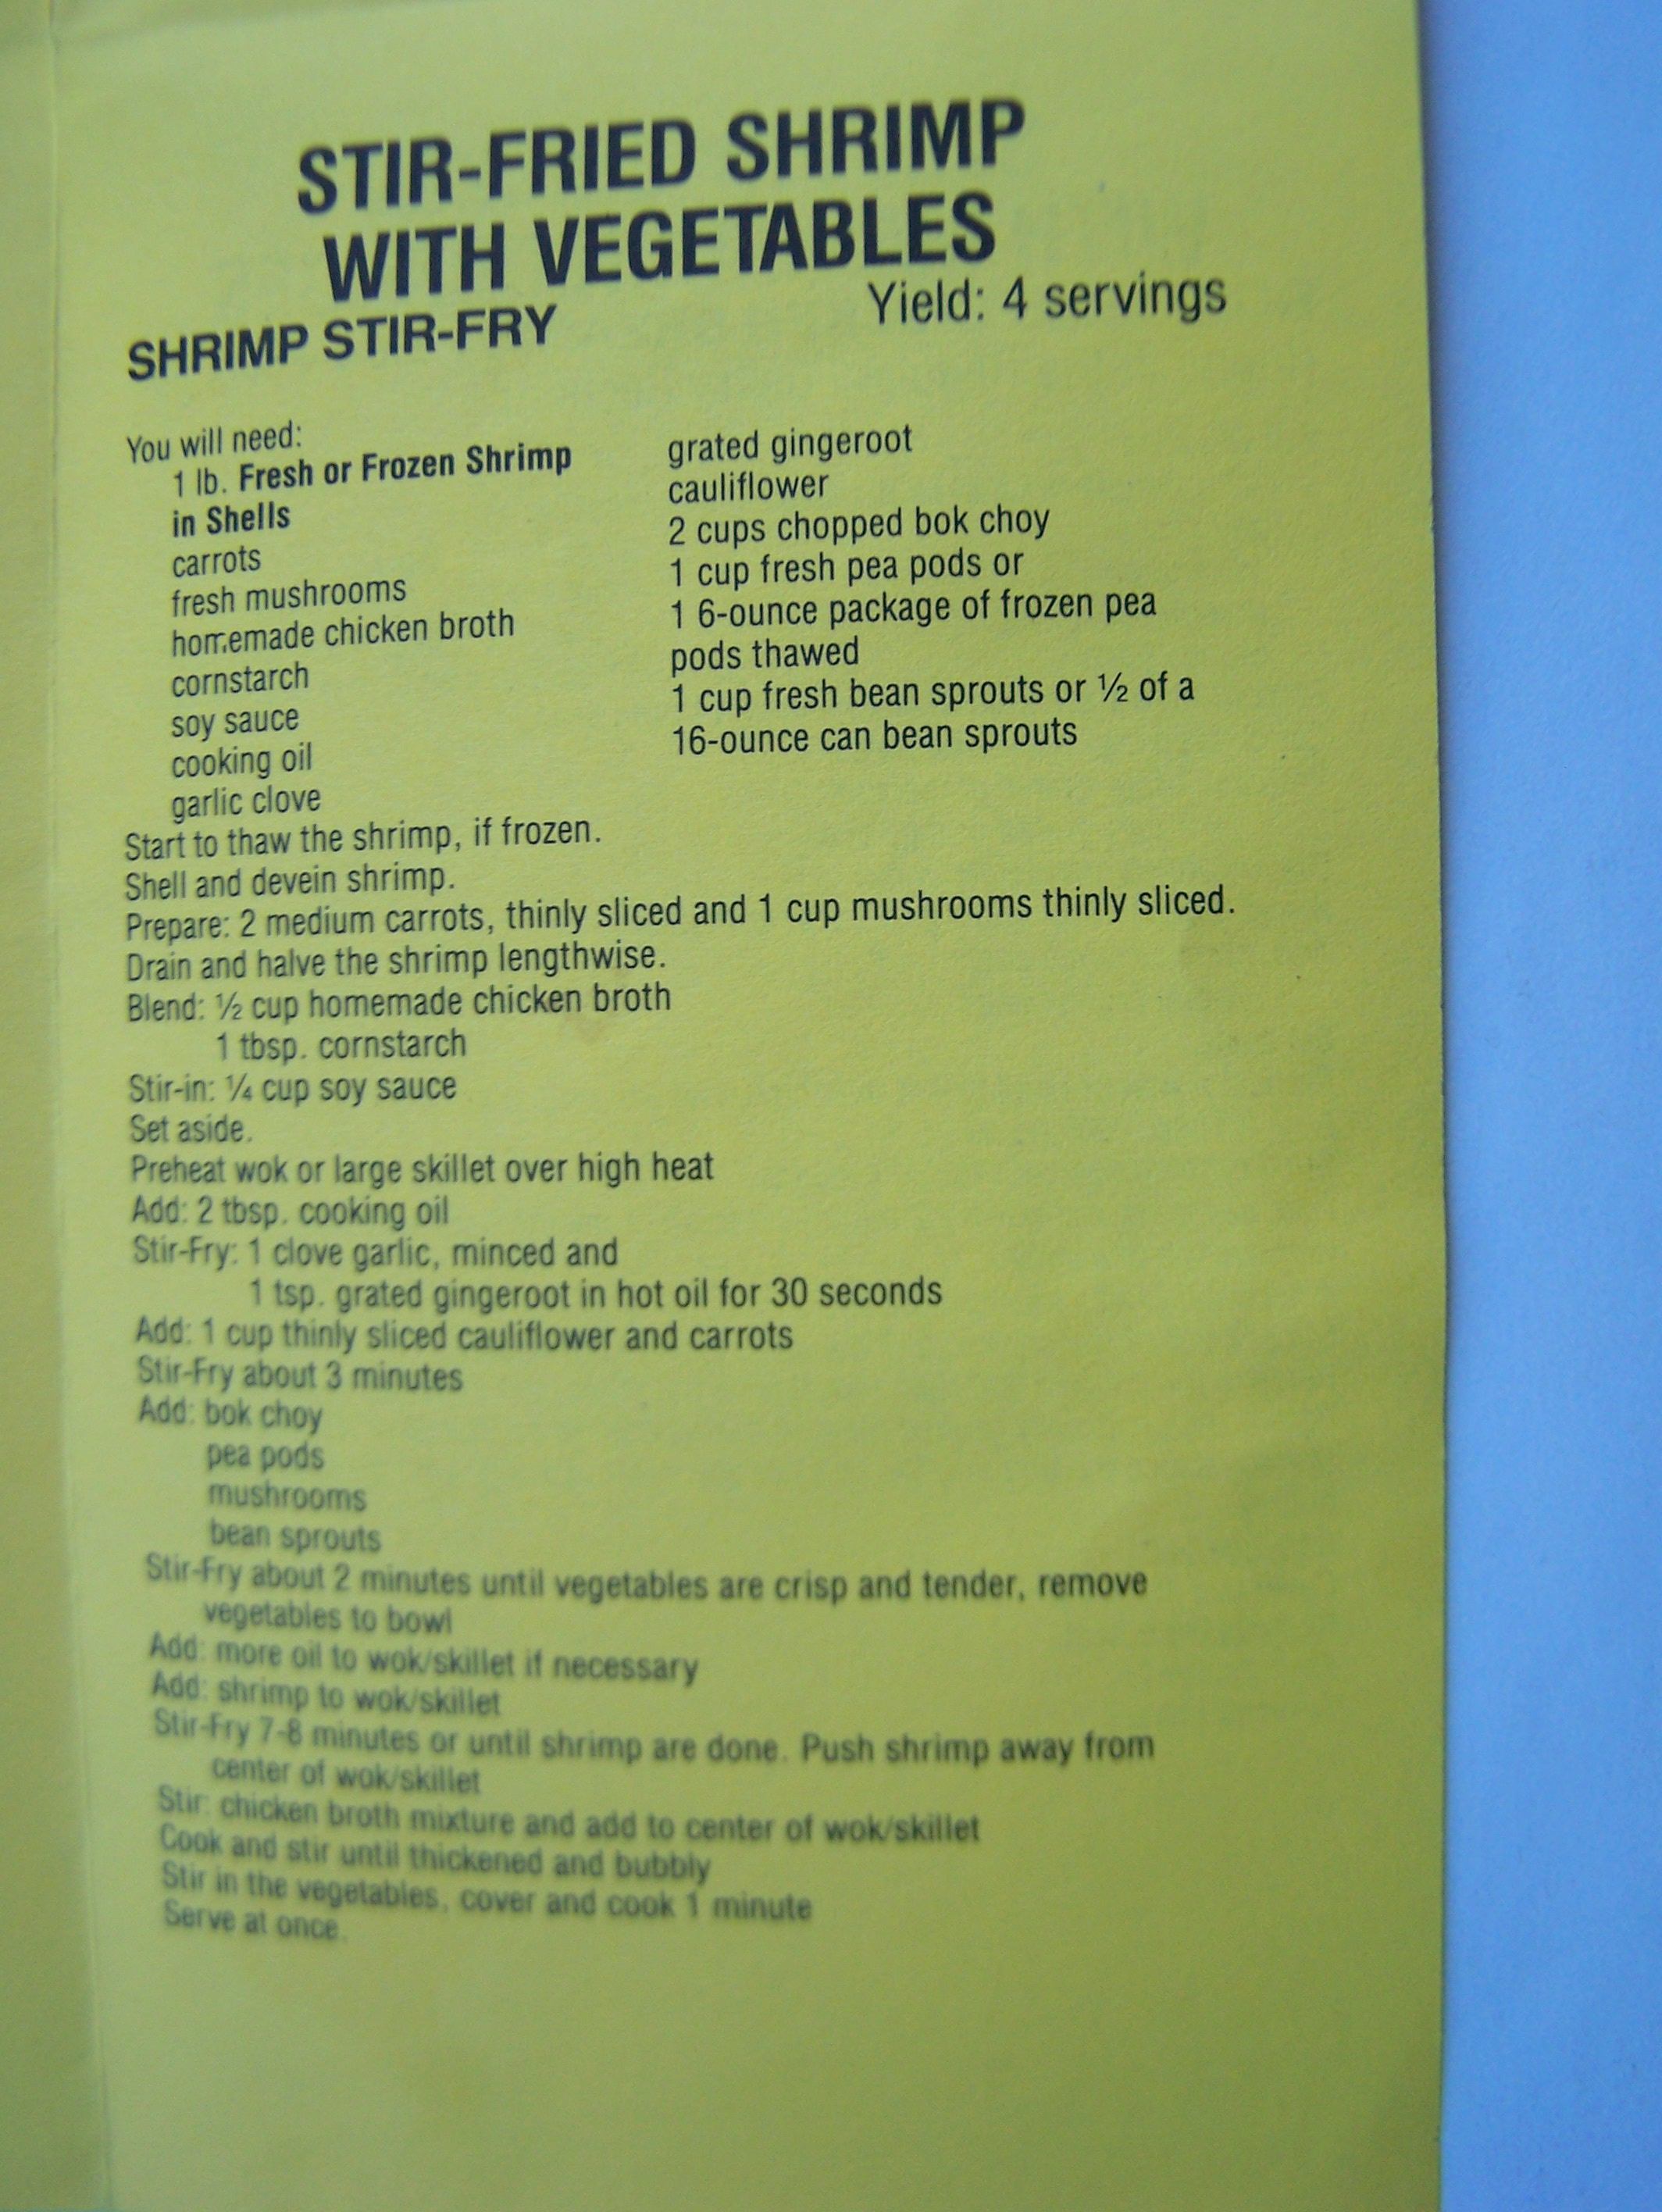 STIR-FRIED SHRIMP
WITH VEGETABLES
Yield: 4 servings
SHRIMP STIR-FRY
You will need:
1 lb. Fresh or Frozen Shrimp
in Shells
carrots
fresh mushrooms
homemade chicken broth
cornstarch
soy sauce
cooking oil
garlic clove
grated gingeroot
cauliflower
2 cups chopped bok choy
1 cup fresh pea pods or
1 6-ounce package of frozen pea
pods thawed
1 cup fresh bean sprouts or ½ of a
16-ounce can bean sprouts
Start to thaw the shrimp, if frozen.
Shell and devein shrimp.
Prepare: 2 medium carrots, thinly sliced and 1 cup mushrooms thinly sliced.
Drain and halve the shrimp lengthwise.
Blend: ½ cup homemade chicken broth
1 tbsp. cornstarch
Stir-in: ¼ cup soy sauce
Set aside.
Preheat wok or large skillet over high heat
Add: 2 tbsp. cooking oil
Stir-Fry: 1 clove garlic, minced and
1 tsp. grated gingeroot in hot oil for 30 seconds
Add: 1 cup thinly sliced cauliflower and carrots
Stir-Fry about 3 minutes
Add: bok choy
pea pods
mushrooms
bean sprouts
Stir-Fry about 2 minutes until vegetables are crisp and tender, remove
vegetables to bowl
Add: more oil to wok/skillet if necessary
Add: shrimp to wok/skillet
Stir-Fry 7-8 minutes or until shrimp are done. Push shrimp away from
center of wok/skillet
Stir: chicken broth mixture and add to center of wok/skillet
Cook and stir until thickened and bubbly
Stir in the vegetables, cover and cook 1 minute
Serve at once.